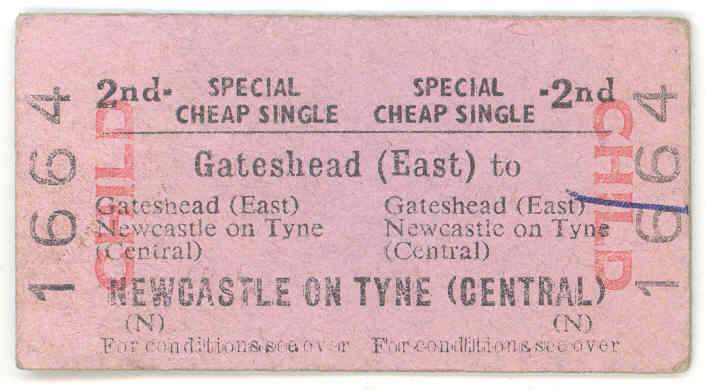 2nd- SPECIAL SPECIAL -2nd
CHEAP SINGLE CHEAP SINGLE
Gateshead (East) to
Gateshead (East) Gateshead (East)
Newcastle on Tyne Newcastle on Tyne
(Central) (Central)
NEWCASTLE ON TYNE (CENTRAL)
(N) (N)
For conditions see over For conditions see over
1664
CHILD
CHILD
1664